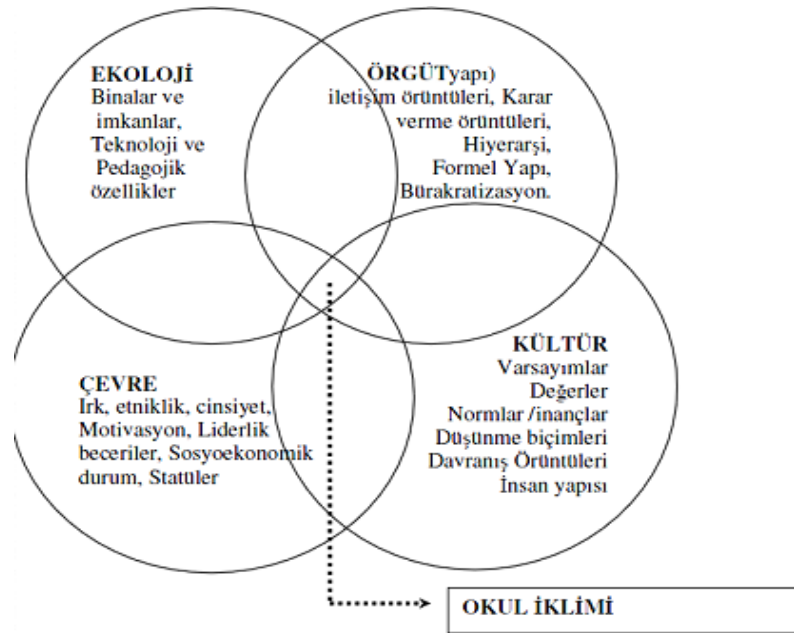 EKOLOJİ
Binalar ve
imkanlar,
Teknoloji ve
Pedagojik
özellikler
ÖRGÜTyapı)
iletişim örüntüleri, Karar
verme örüntüleri,
Hiyerarşi,
Formel Yapı,
Bürakratizasyon.
ÇEVRE
Irk, etniklik, cinsiyet,
Motivasyon, Liderlik
beceriler, Sosyoekonomik
durum, Statüler
KÜLTÜR
Varsayımlar
Değerler
Normlar /inançlar
Düşünme biçimleri
Davranış Örüntüleri
İnsan yapısı
OKUL İKLİMİ